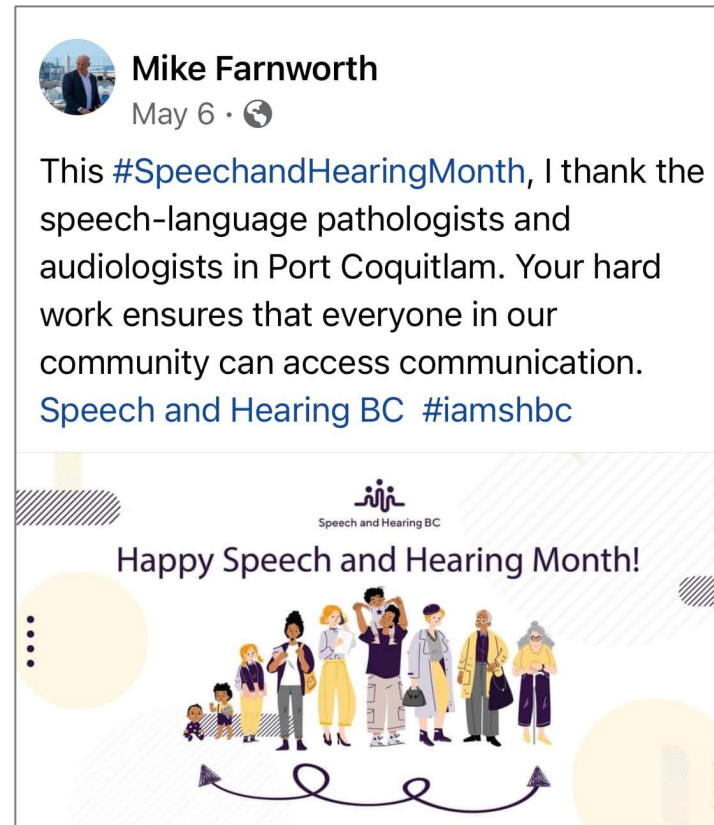 Mike Farnworth
May 6 ·
This #SpeechandHearingMonth, I thank the
speech-language pathologists and
audiologists in Port Coquitlam. Your hard
work ensures that everyone in our
community can access communication.
Speech and Hearing BC #iamshbc
Speech and Hearing BC
Happy Speech and Hearing Month!